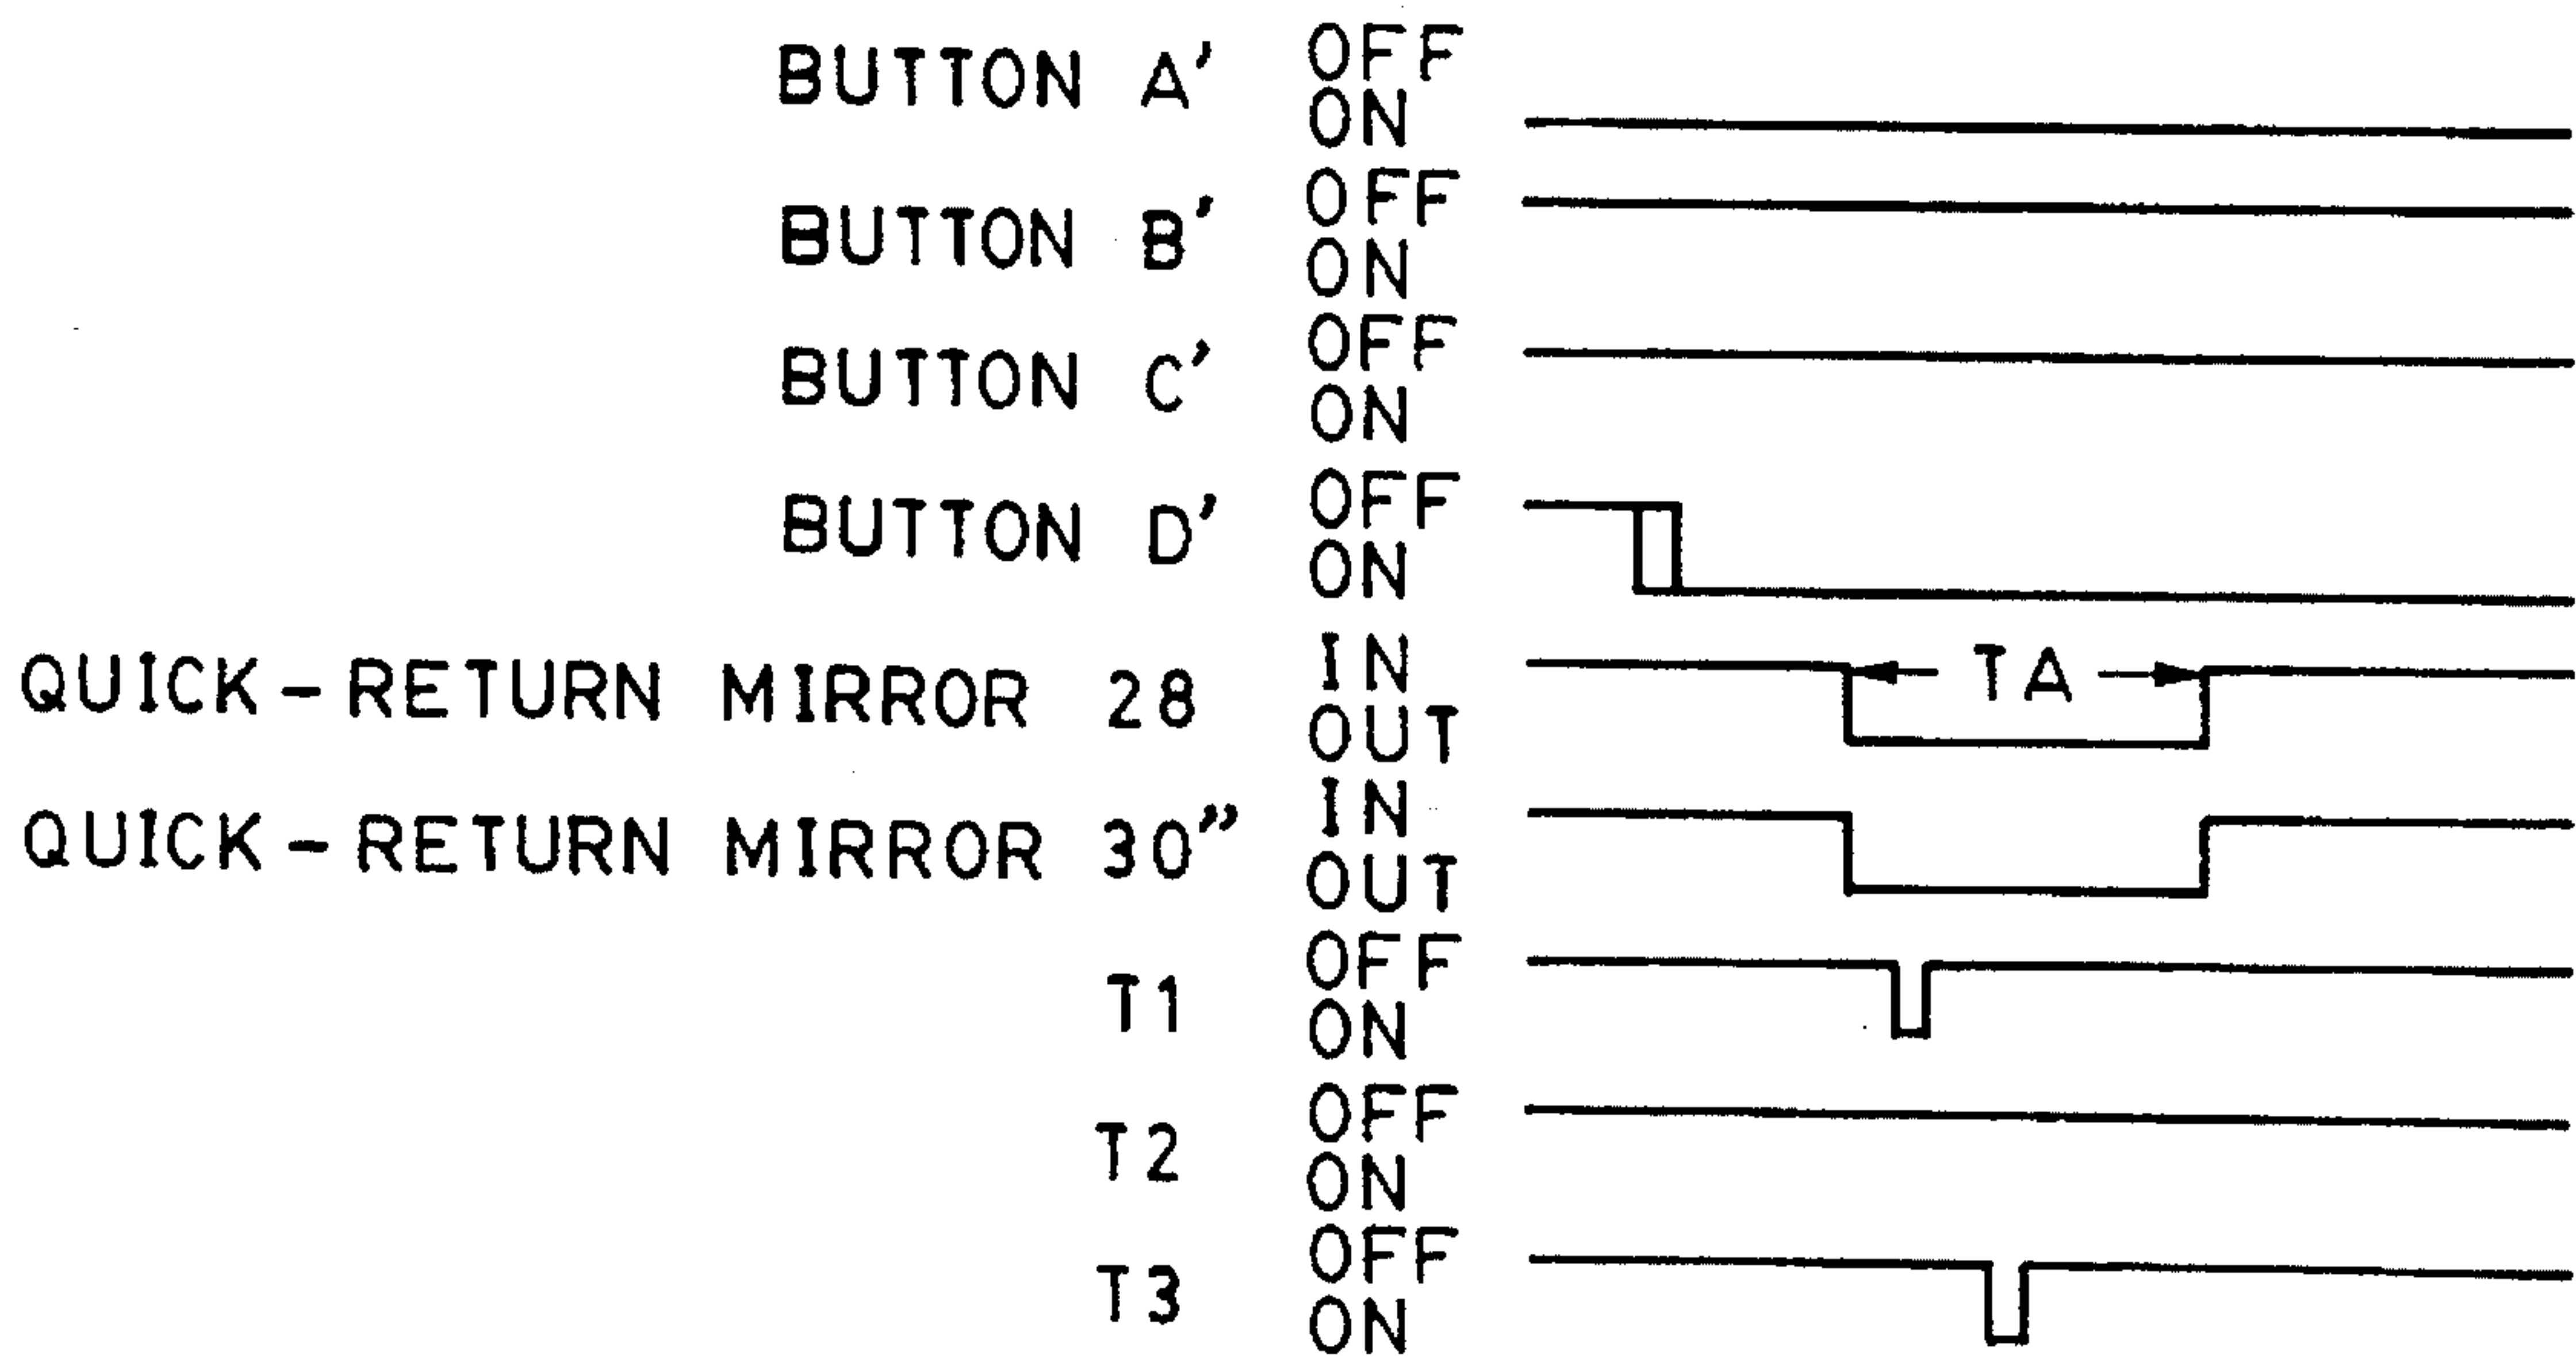 BUTTON A' OFF
ON
BUTTON B' OFF
ON
BUTTON C' OFF
ON
BUTTON D' OFF
ON
QUICK-RETURN MIRROR 28 IN
OUT
TA
QUICK-RETURN MIRROR 30" IN
OUT
T1 OFF
ON
T2 OFF
ON
T3 OFF
ON